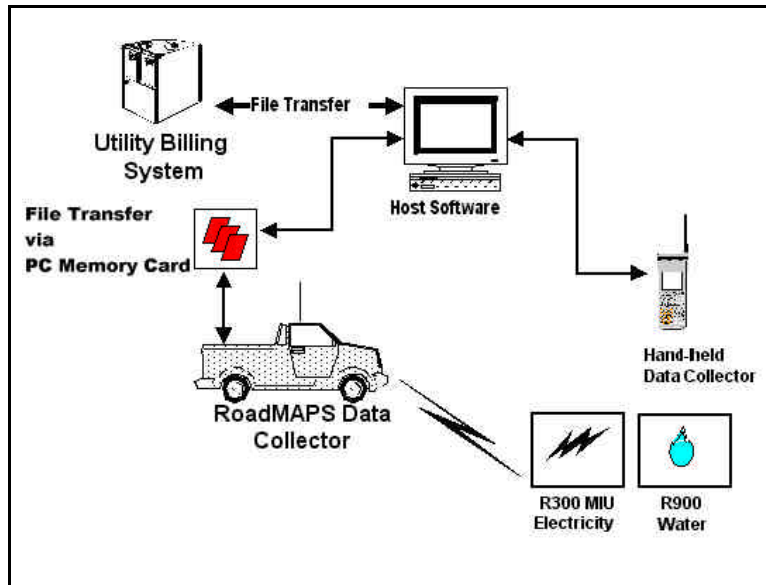 File Transfer
Utility Billing
System
Host Software
File Transfer
via
PC Memory Card
Hand-held
Data Collector
RoadMAPS Data
Collector
R300 MIU
Electricity
R900
Water